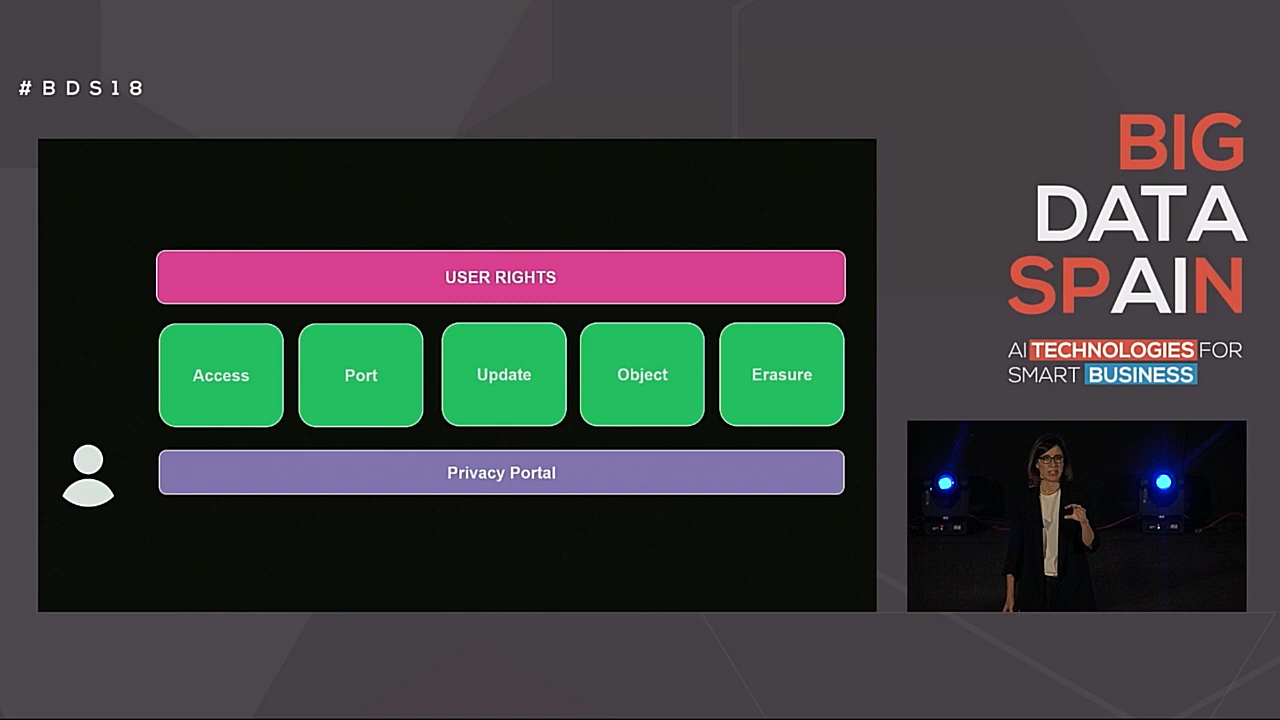 #BDS18
USER RIGHTS
Access
Port
Update
Object
Erasure
Privacy Portal
BIG
DATA
SPAIN
AI TECHNOLOGIES FOR
SMART BUSINESS